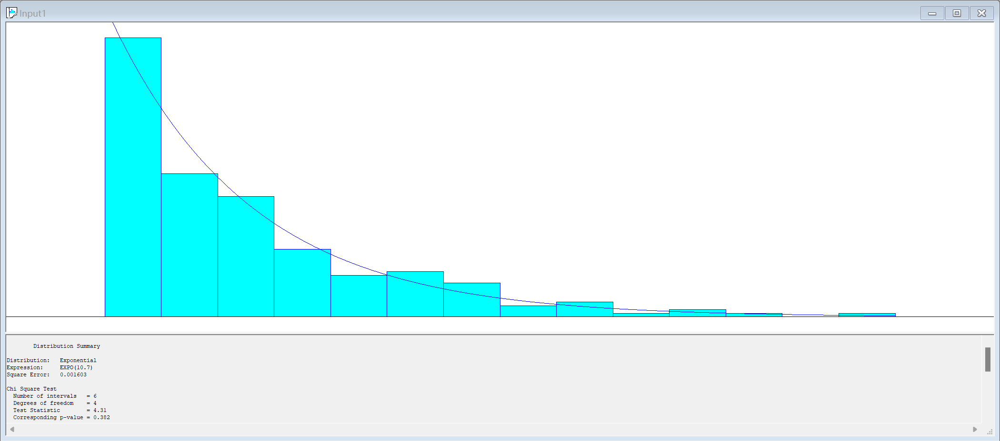 Input1
Distribution Summary
Distribution:   Exponential
Expression:     EXPO(10.7)
Square Error:   0.001603
Chi Square Test
  Number of intervals   = 6
  Degrees of freedom    = 4
  Test Statistic        = 4.31
  Corresponding p-value = 0.382